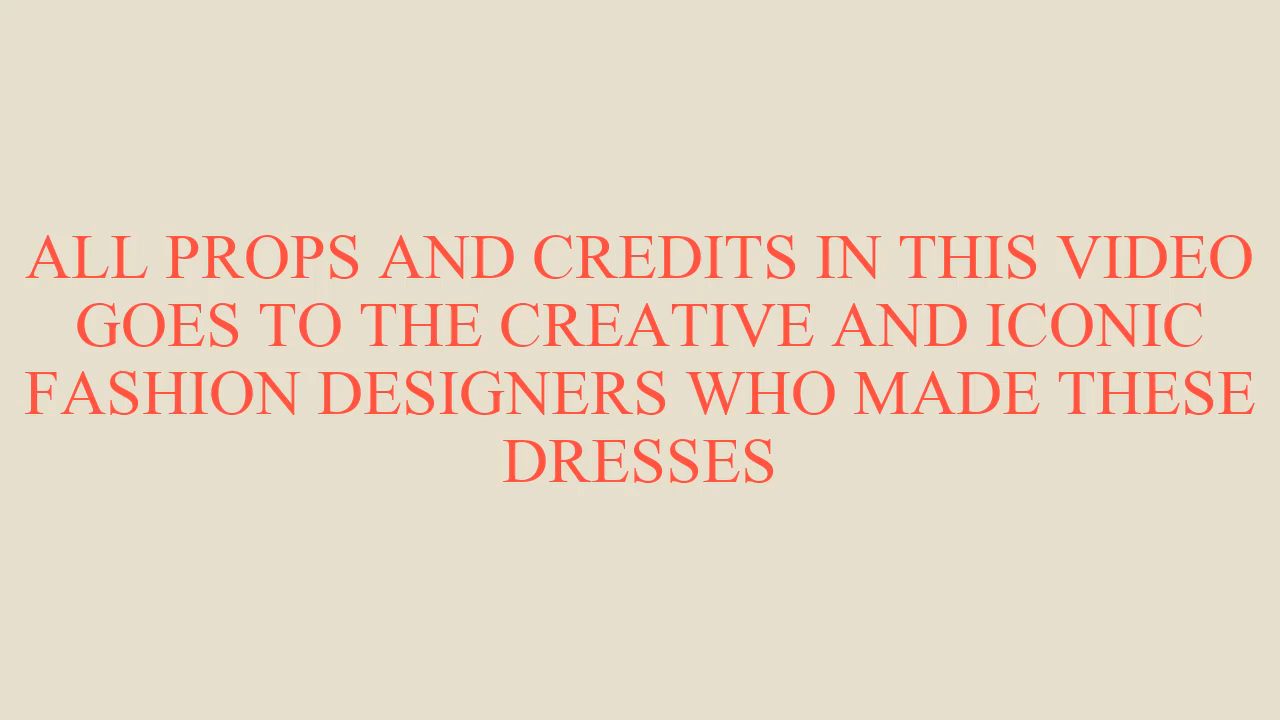 ALL PROPS AND CREDITS IN THIS VIDEO
GOES TO THE CREATIVE AND ICONIC
FASHION DESIGNERS WHO MADE THESE
DRESSES